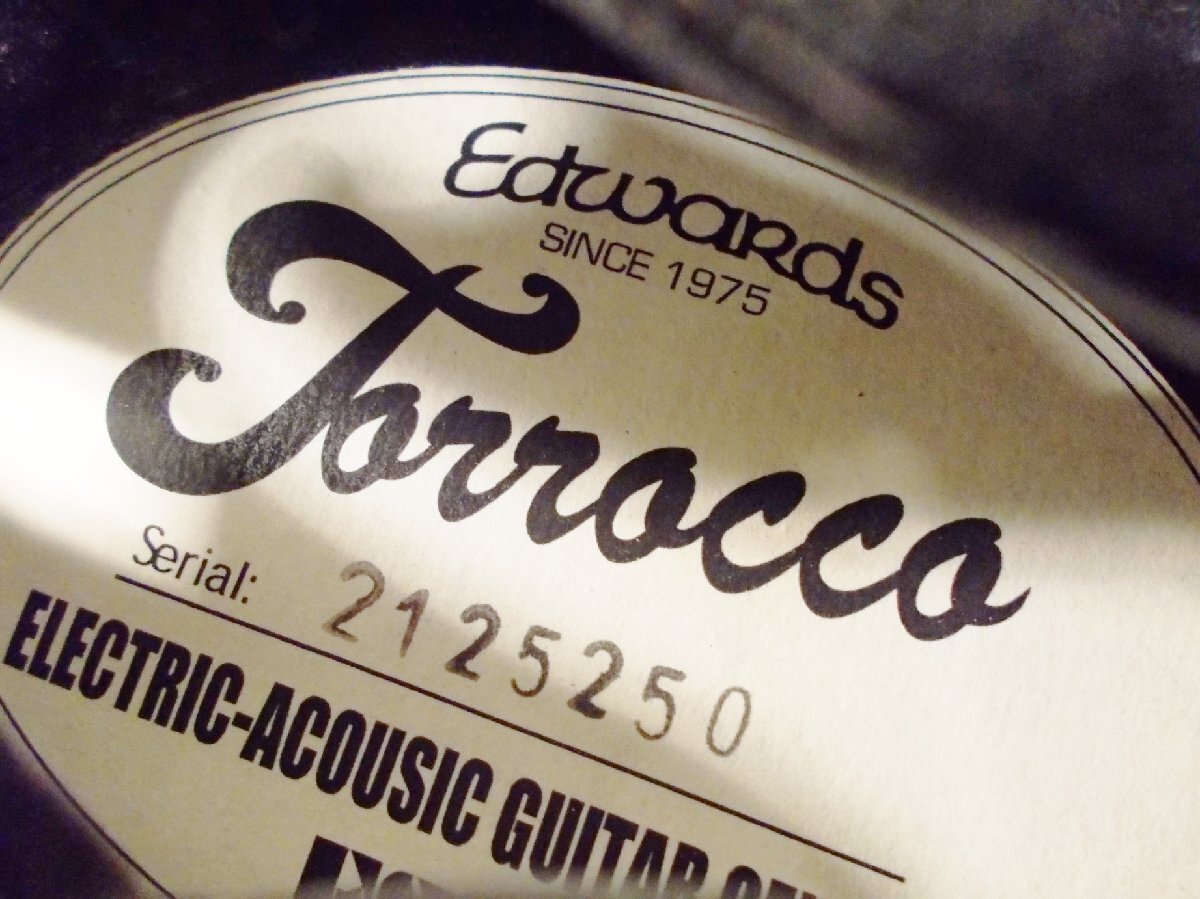 Edwards
SINCE 1975
Torrocco
Serial: 2125250
ELECTRIC-ACOUSIC GUITAR